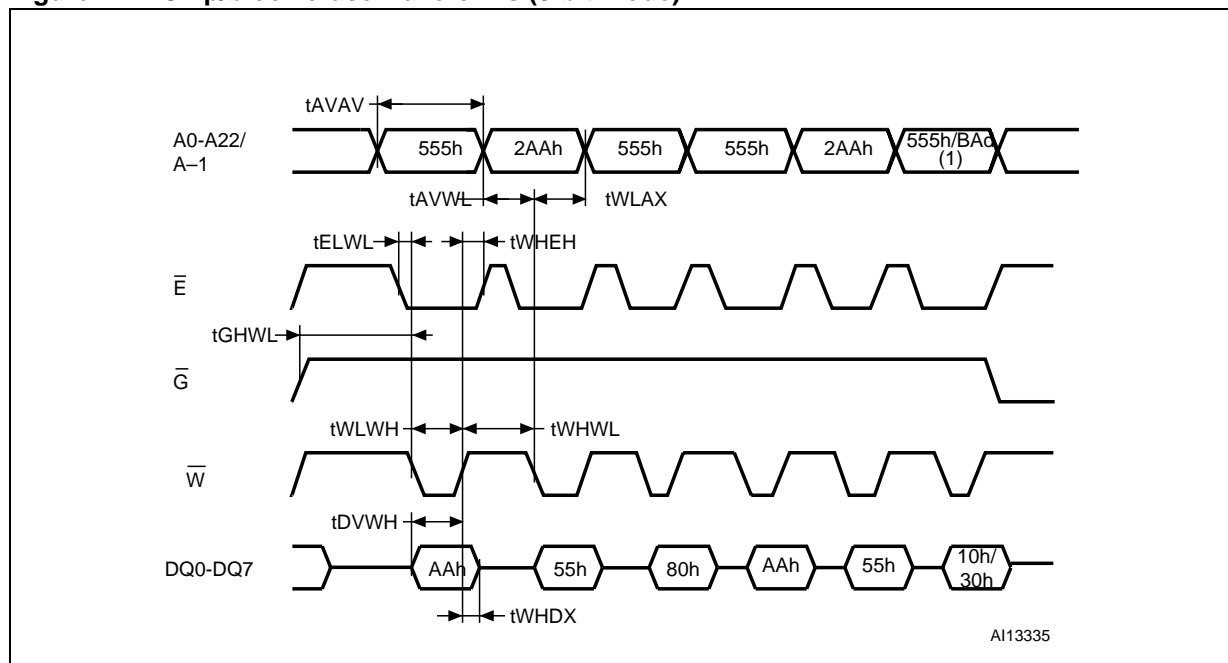 tAVAV
A0-A22/
A–1
555h
2AAh
555h
555h
2AAh
555h/BAd
(1)
tAVWL
tWLAX
tELWL
tWHEH
E
tGHWL
G
tWLWH
tWHWL
W
tDVWH
DQ0-DQ7
AAh
55h
80h
AAh
55h
10h/
30h
tWHDX
AI13335